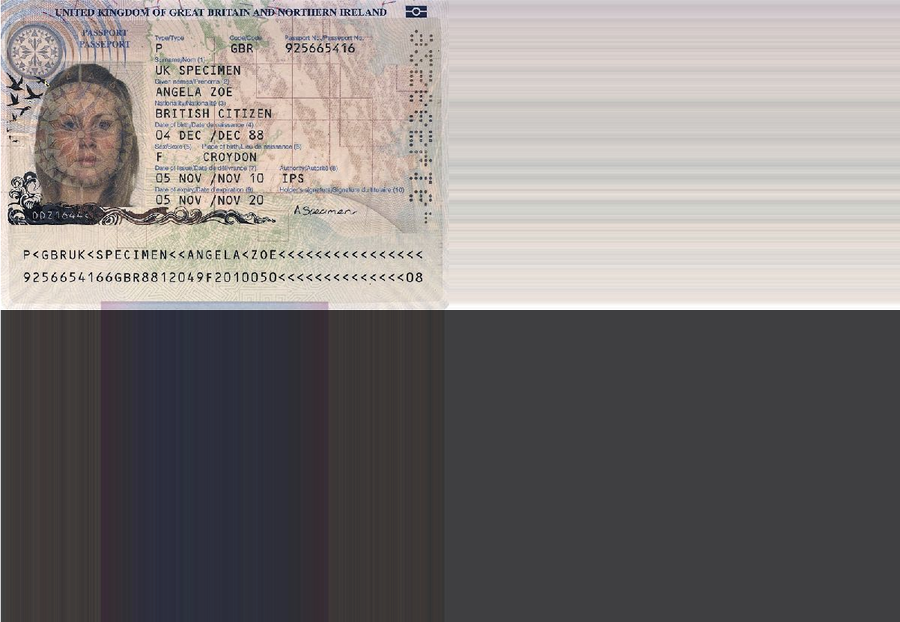 UNITED KINGDOM OF GREAT BRITAIN AND NORTHERN IRELAND
PASSPORT
PASSEPORT
Type/Type Code/Code Passport No./Passeport No.
P GBR 925665416
Surname/Nom (1)
UK SPECIMEN
Given names/Prénoms (2)
ANGELA ZOE
Nationality/Nationalité (3)
BRITISH CITIZEN
Date of birth/Date de naissance (4)
04 DEC /DEC 88
Sex/Sexe (5) Place of birth/Lieu de naissance (6)
F CROYDON
Date of issue/Date de délivrance (7) Authority/Autorité (8)
05 NOV /NOV 10 IPS
Date of expiry/Date d'expiration (9) Holder's signature/Signature du titulaire (10)
05 NOV /NOV 20
A Specimen
P<GBRUK<SPECIMEN<<ANGELA<ZOE<<<<<<<<<<<<<<<<
9256654166GBR8812049F2010050<<<<<<<<<<<<<<08